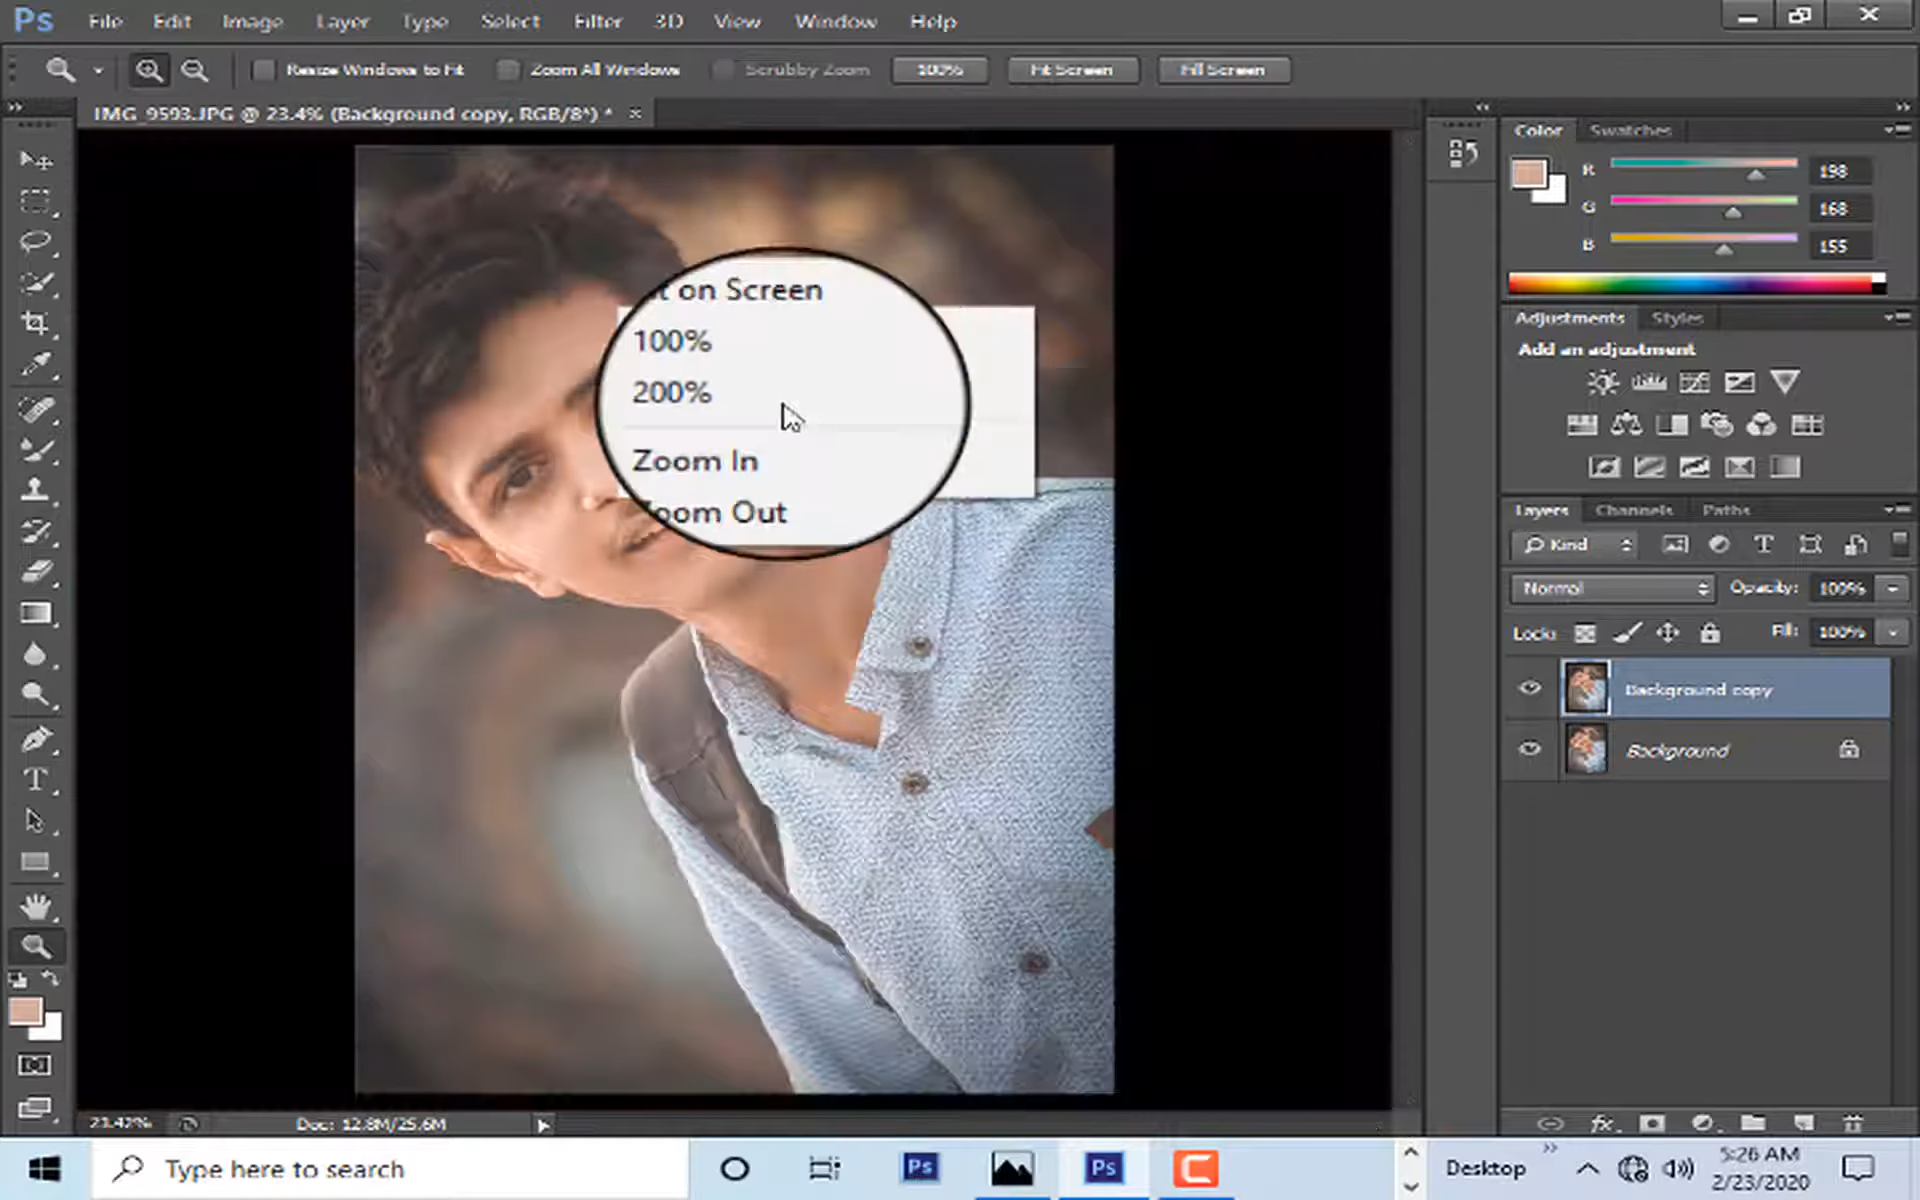 Ps File Edit Image Layer Type Select Filter 3D View Window Help
Resize Windows to Fit Zoom All Windows Scrubby Zoom 100% Fit Screen Fill Screen
IMG_9593.JPG @ 23.4% (Background copy, RGB/8*) * ×
Color Swatches
R 198
G 168
B 155
on Screen
100%
200%
Zoom In
Zoom Out
Adjustments Styles
Add an adjustment
Layers Channels Paths
Kind
Normal Opacity: 100%
Lock: Fill: 100%
Background copy
Background
23.42% Doc: 12.8M/25.6M
Type here to search
Ps
Ps
Desktop
5:26 AM
2/23/2020